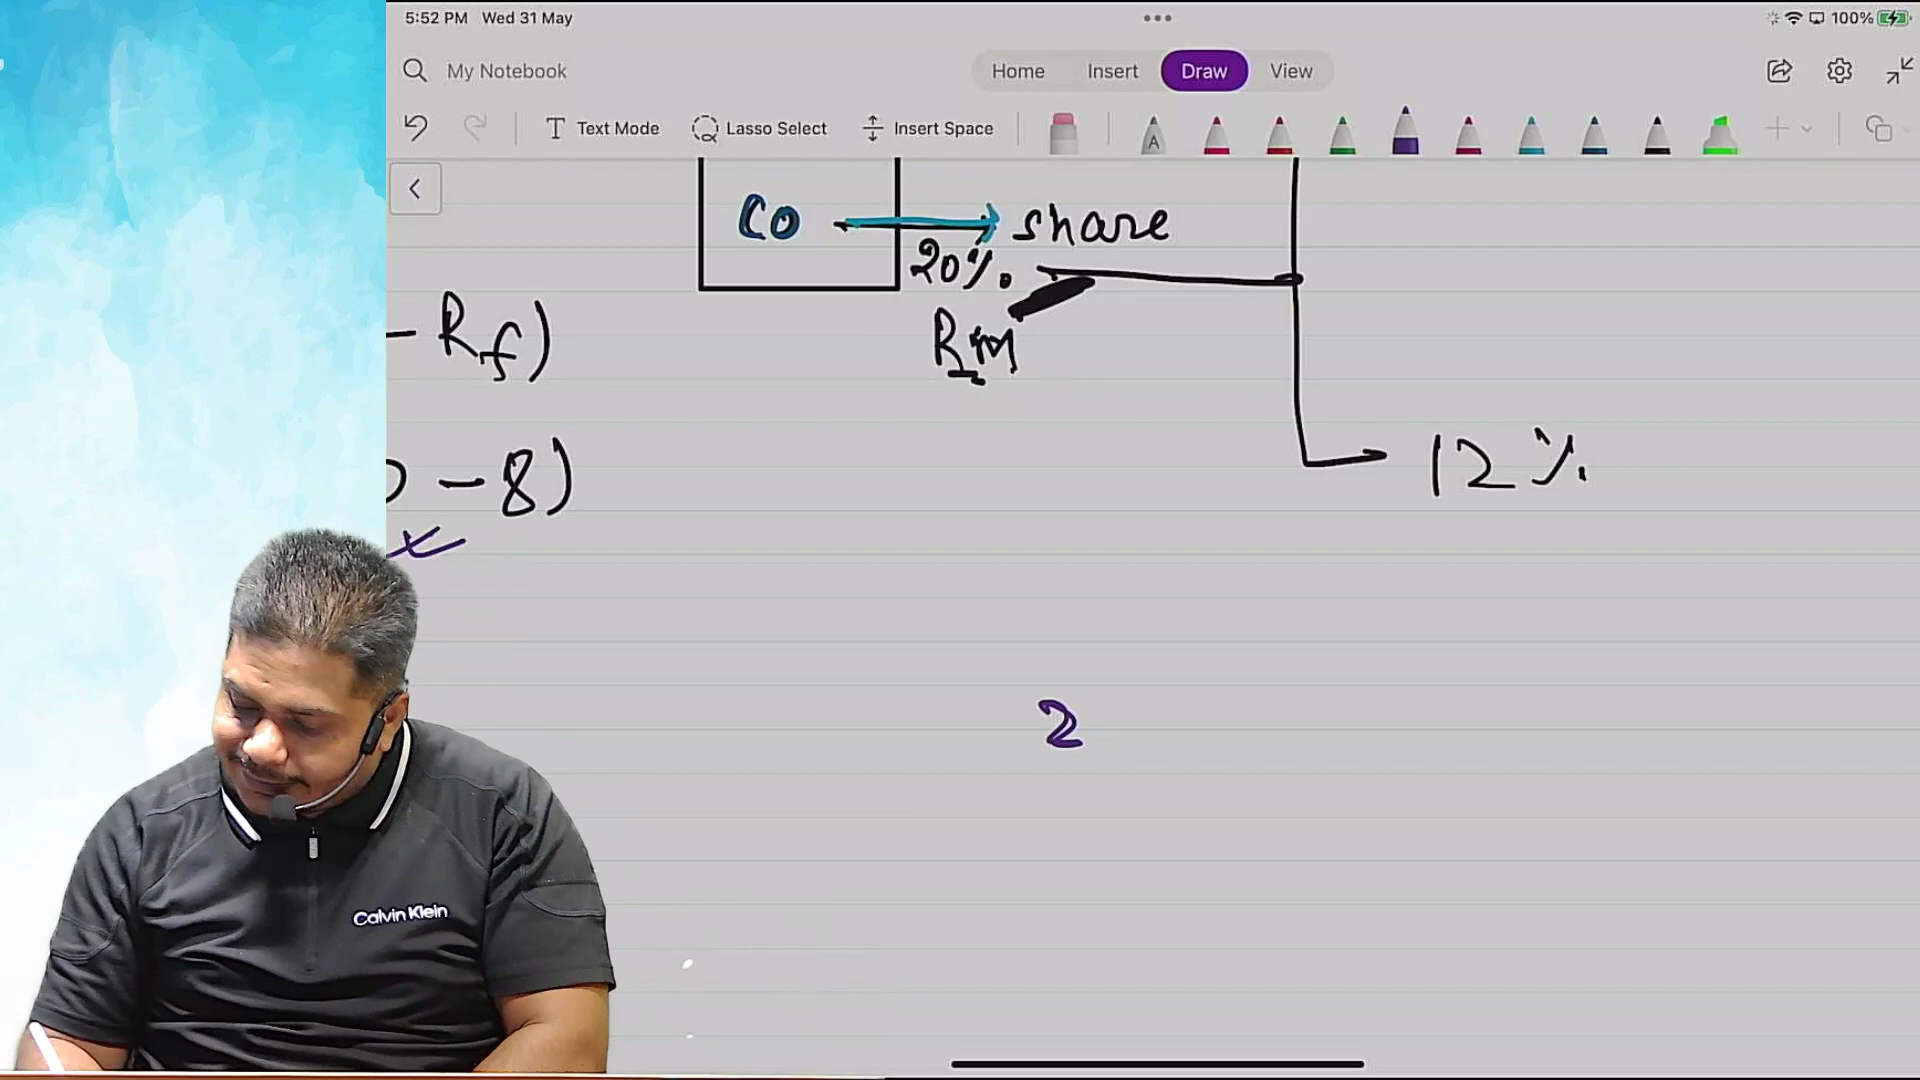 5:52 PM Wed 31 May
100%
My Notebook
Home Insert Draw View
Text Mode Lasso Select Insert Space
A
CO share
20%
Rm
- Rf)
12%
- 8)
2
Calvin Klein